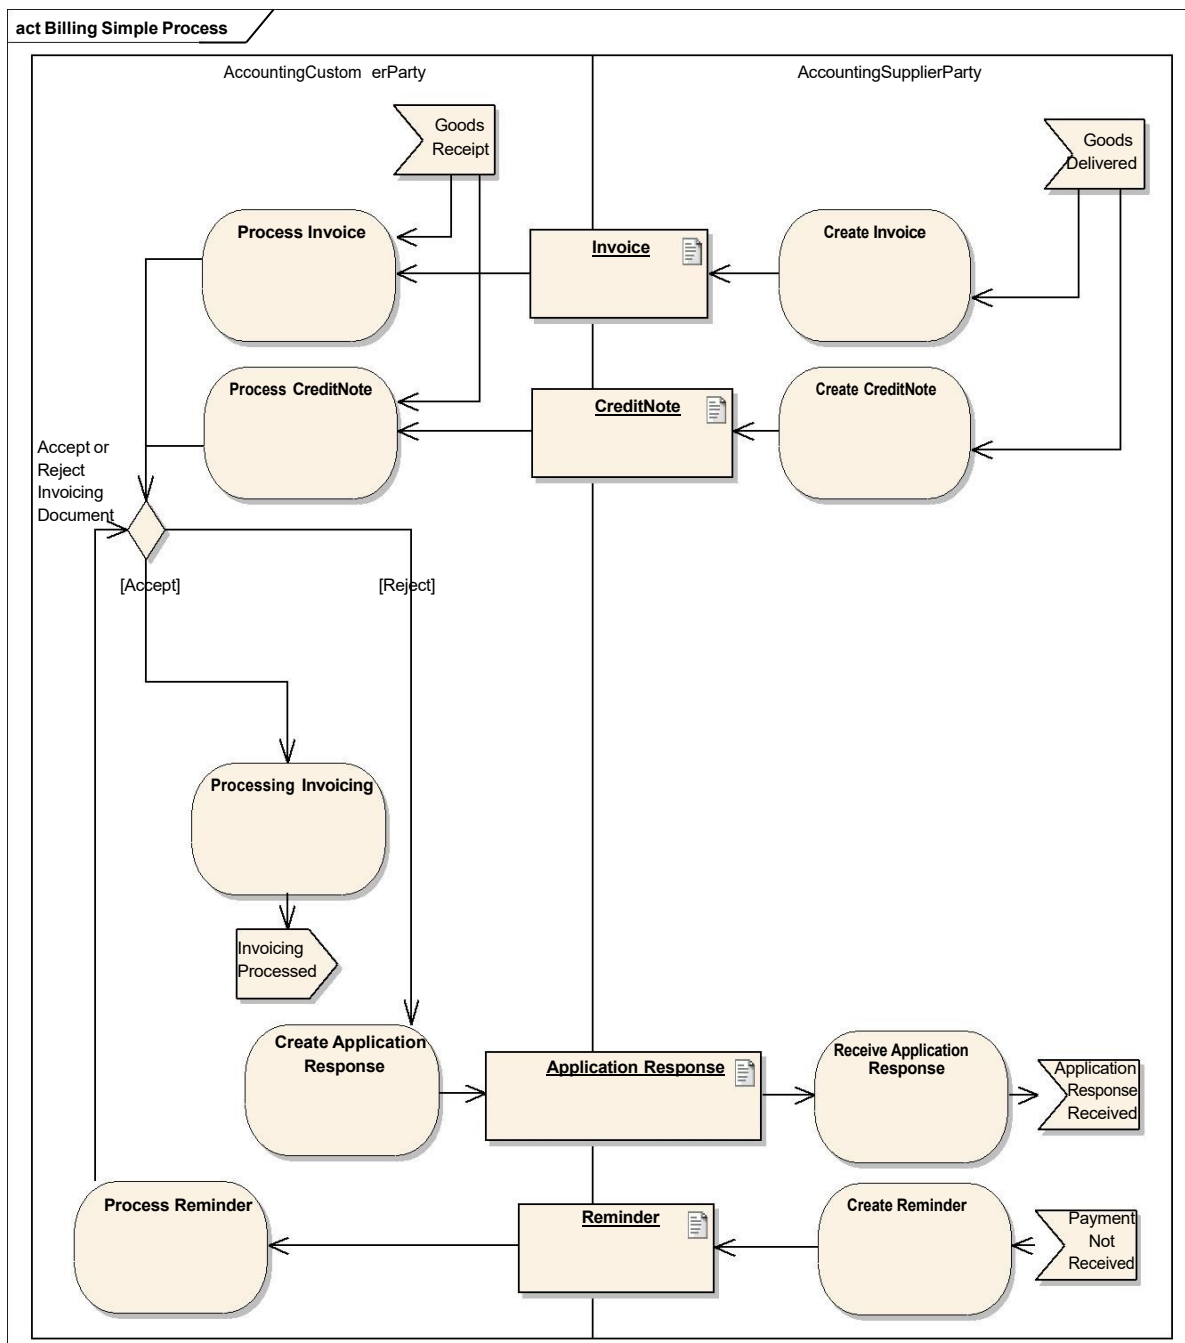 act Billing Simple Process
AccountingCustom erParty
AccountingSupplierParty
Goods
Receipt
Goods
Delivered
Process Invoice
Invoice
Create Invoice
Process CreditNote
CreditNote
Create CreditNote
Accept or
Reject
Invoicing
Document
[Accept]
[Reject]
Processing Invoicing
Invoicing
Processed
Create Application
Response
Application Response
Receive Application
Response
Application
Response
Received
Process Reminder
Reminder
Create Reminder
Payment
Not
Received